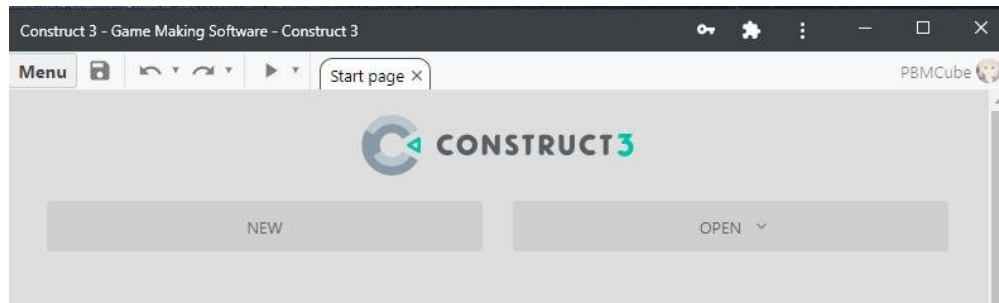 Construct 3 - Game Making Software - Construct 3
Menu
Start page
PBMCube
CONSTRUCT3
NEW
OPEN